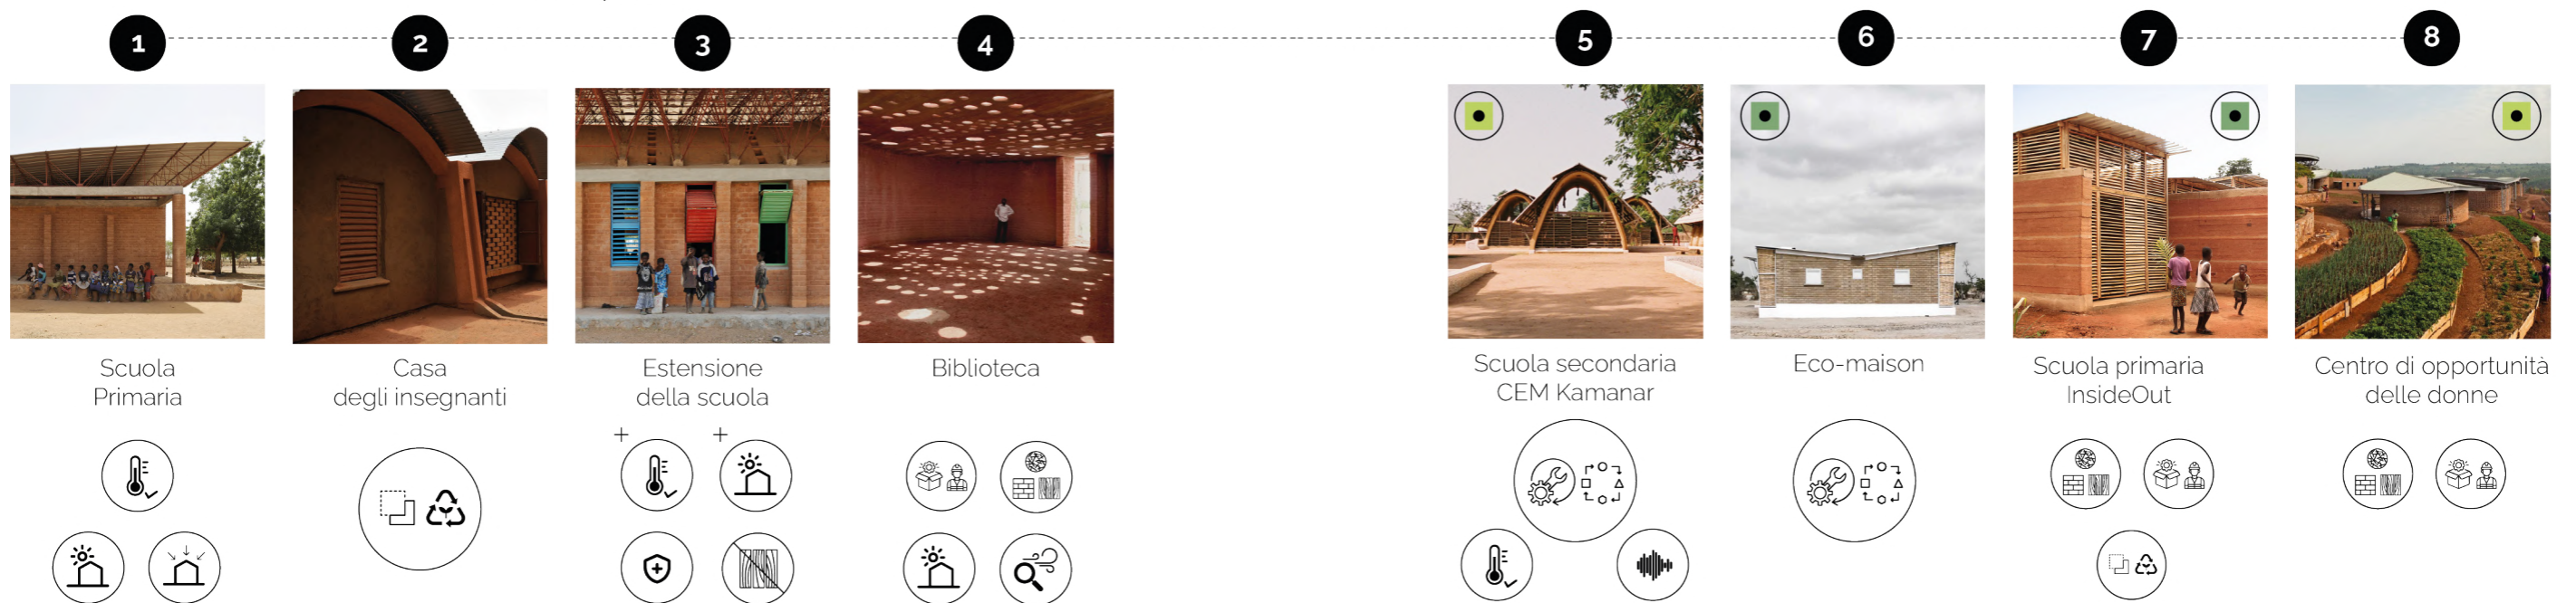 1
2
3
4
5
6
7
8
Scuola
Primaria
Casa
degli insegnanti
Estensione
della scuola
Biblioteca
Scuola secondaria
CEM Kamanar
Eco-maison
Scuola primaria
InsideOut
Centro di opportunità
delle donne
+
+